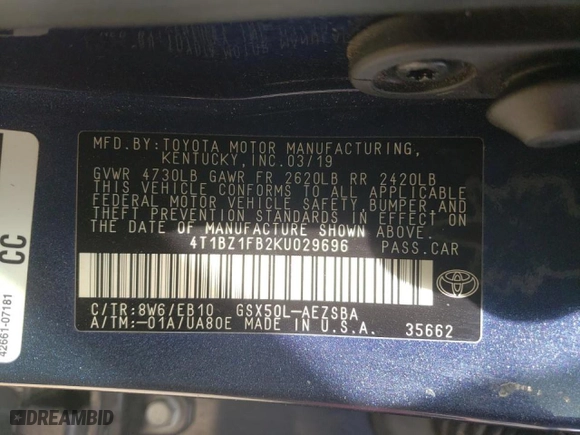 MFD.BY:TOYOTA MOTOR MANUFACTURING,
KENTUCKY,INC.03/19
GVWR 4730LB GAWR FR 2620LB RR 2420LB
THIS VEHICLE CONFORMS TO ALL APPLICABLE
FEDERAL MOTOR VEHICLE SAFETY, BUMPER,AND
THEFT PREVENTION STANDARDS IN EFFECT ON
THE DATE OF MANUFACTURE SHOWN ABOVE.
4T1BZ1FB2KU029696 PASS.CAR
C/TR:8W6/EB10 GSX50L-AEZSBA
A/TM:-01A/UA80E MADE IN U.S.A. 35662
TOYOTA
CC
42661-07181
DREAMBID